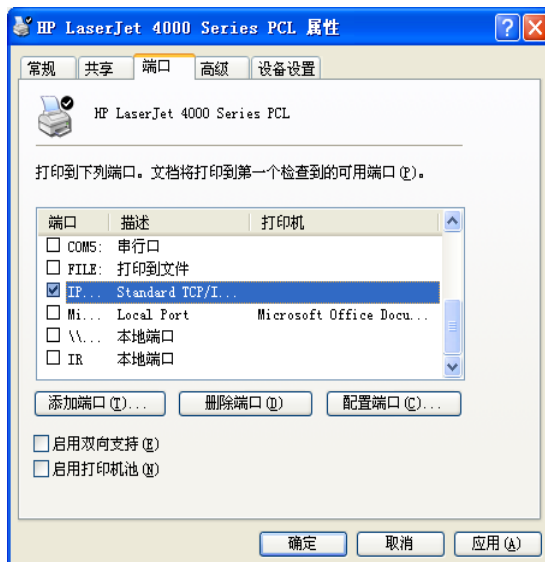 HP LaserJet 4000 Series PCL 属性
常规 共享 端口 高级 设备设置
HP LaserJet 4000 Series PCL
打印到下列端口。文档将打印到第一个检查到的可用端口(P)。
端口 描述 打印机
COM5: 串行口
FILE: 打印到文件
IP... Standard TCP/I...
Mi... Local Port Microsoft Office Docu...
\\... 本地端口
IR 本地端口
添加端口(T)... 删除端口(D) 配置端口(C)...
启用双向支持(E)
启用打印机池(N)
确定 取消 应用(A)